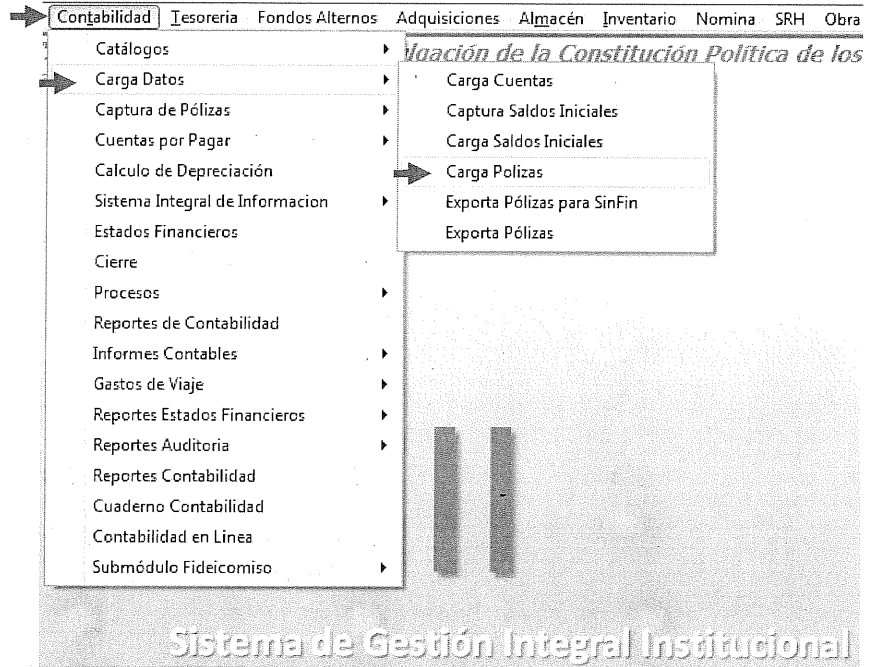 Contabilidad Tesoreria Fondos Alternos Adquisiciones Almacén Inventario Nomina SRH Obra
de la Constitución Política de los
Catálogos
Carga Datos
Captura de Pólizas
Cuentas por Pagar
Calculo de Depreciación
Sistema Integral de Informacion
Estados Financieros
Cierre
Procesos
Reportes de Contabilidad
Informes Contables
Gastos de Viaje
Reportes Estados Financieros
Reportes Auditoria
Reportes Contabilidad
Cuaderno Contabilidad
Contabilidad en Linea
Submódulo Fideicomiso
Carga Cuentas
Captura Saldos Iniciales
Carga Saldos Iniciales
Carga Polizas
Exporta Pólizas para SinFin
Exporta Pólizas
Sistema de Gestión Integral Institucional